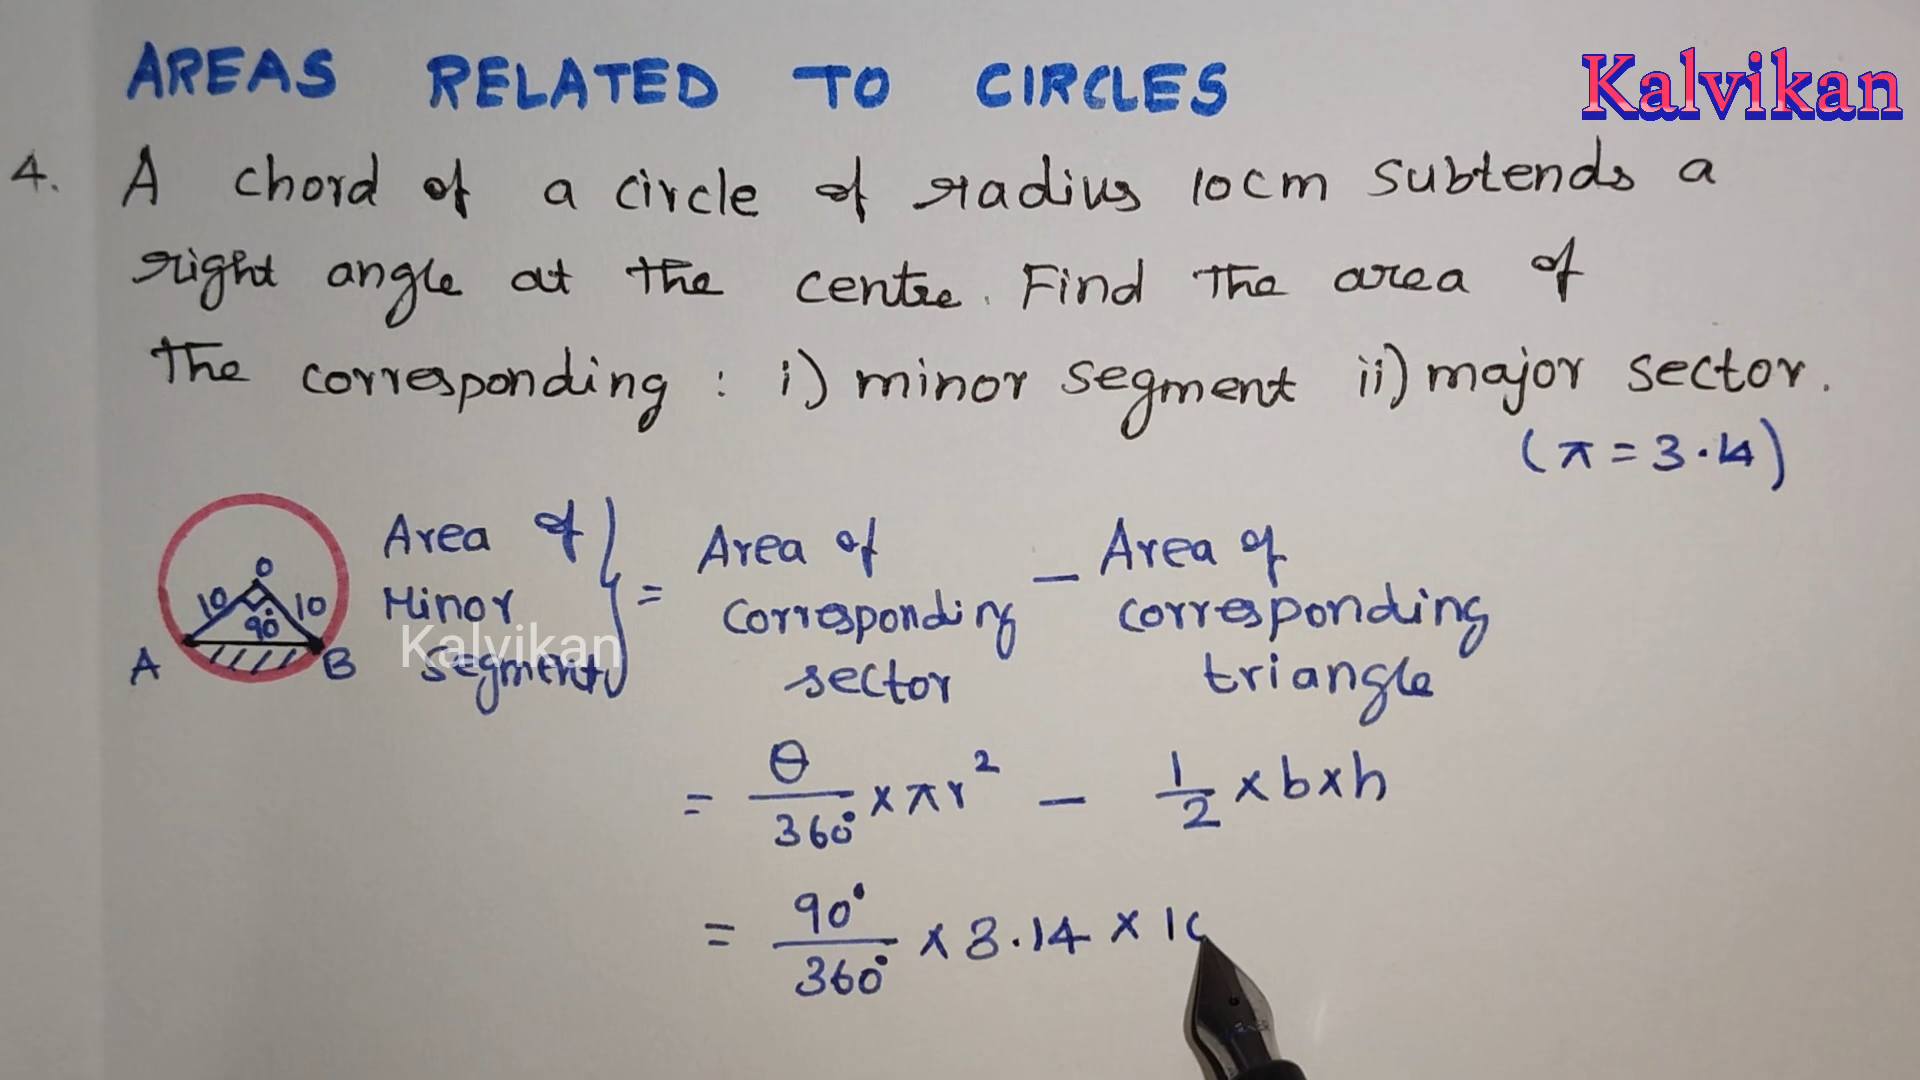 AREAS RELATED TO CIRCLES
Kalvikan
4. A chord of a circle of radius 10cm subtends a
right angle at the centre. Find the area of
the corresponding : i) minor segment ii) major sector.
(π = 3.14)
O
10 10
90°
A B
Area of Minor Segment } = Area of corresponding sector - Area of corresponding triangle
Kalvikan
= θ/360° × πr² - 1/2 × b × h
= 90°/360° × 3.14 × 10